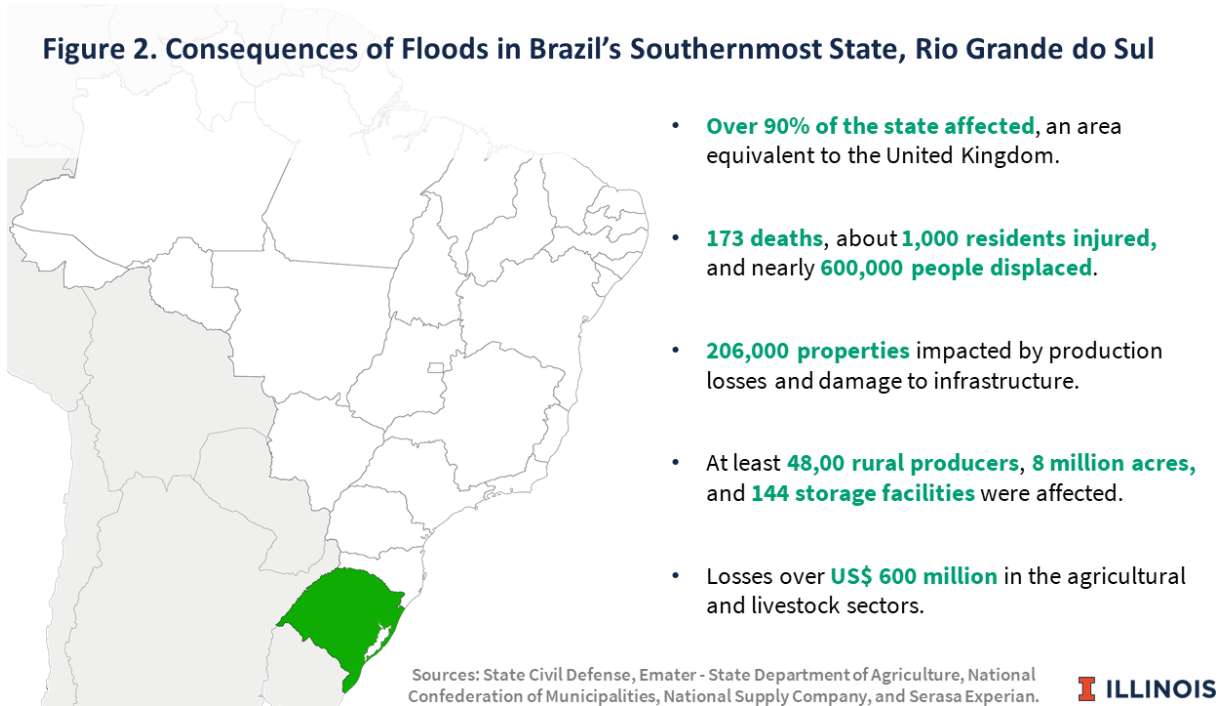 Figure 2. Consequences of Floods in Brazil’s Southernmost State, Rio Grande do Sul
• Over 90% of the state affected, an area
equivalent to the United Kingdom.
• 173 deaths, about 1,000 residents injured,
and nearly 600,000 people displaced.
• 206,000 properties impacted by production
losses and damage to infrastructure.
• At least 48,00 rural producers, 8 million acres,
and 144 storage facilities were affected.
• Losses over US$ 600 million in the agricultural
and livestock sectors.
Sources: State Civil Defense, Emater - State Department of Agriculture, National
Confederation of Municipalities, National Supply Company, and Serasa Experian.
I ILLINOIS